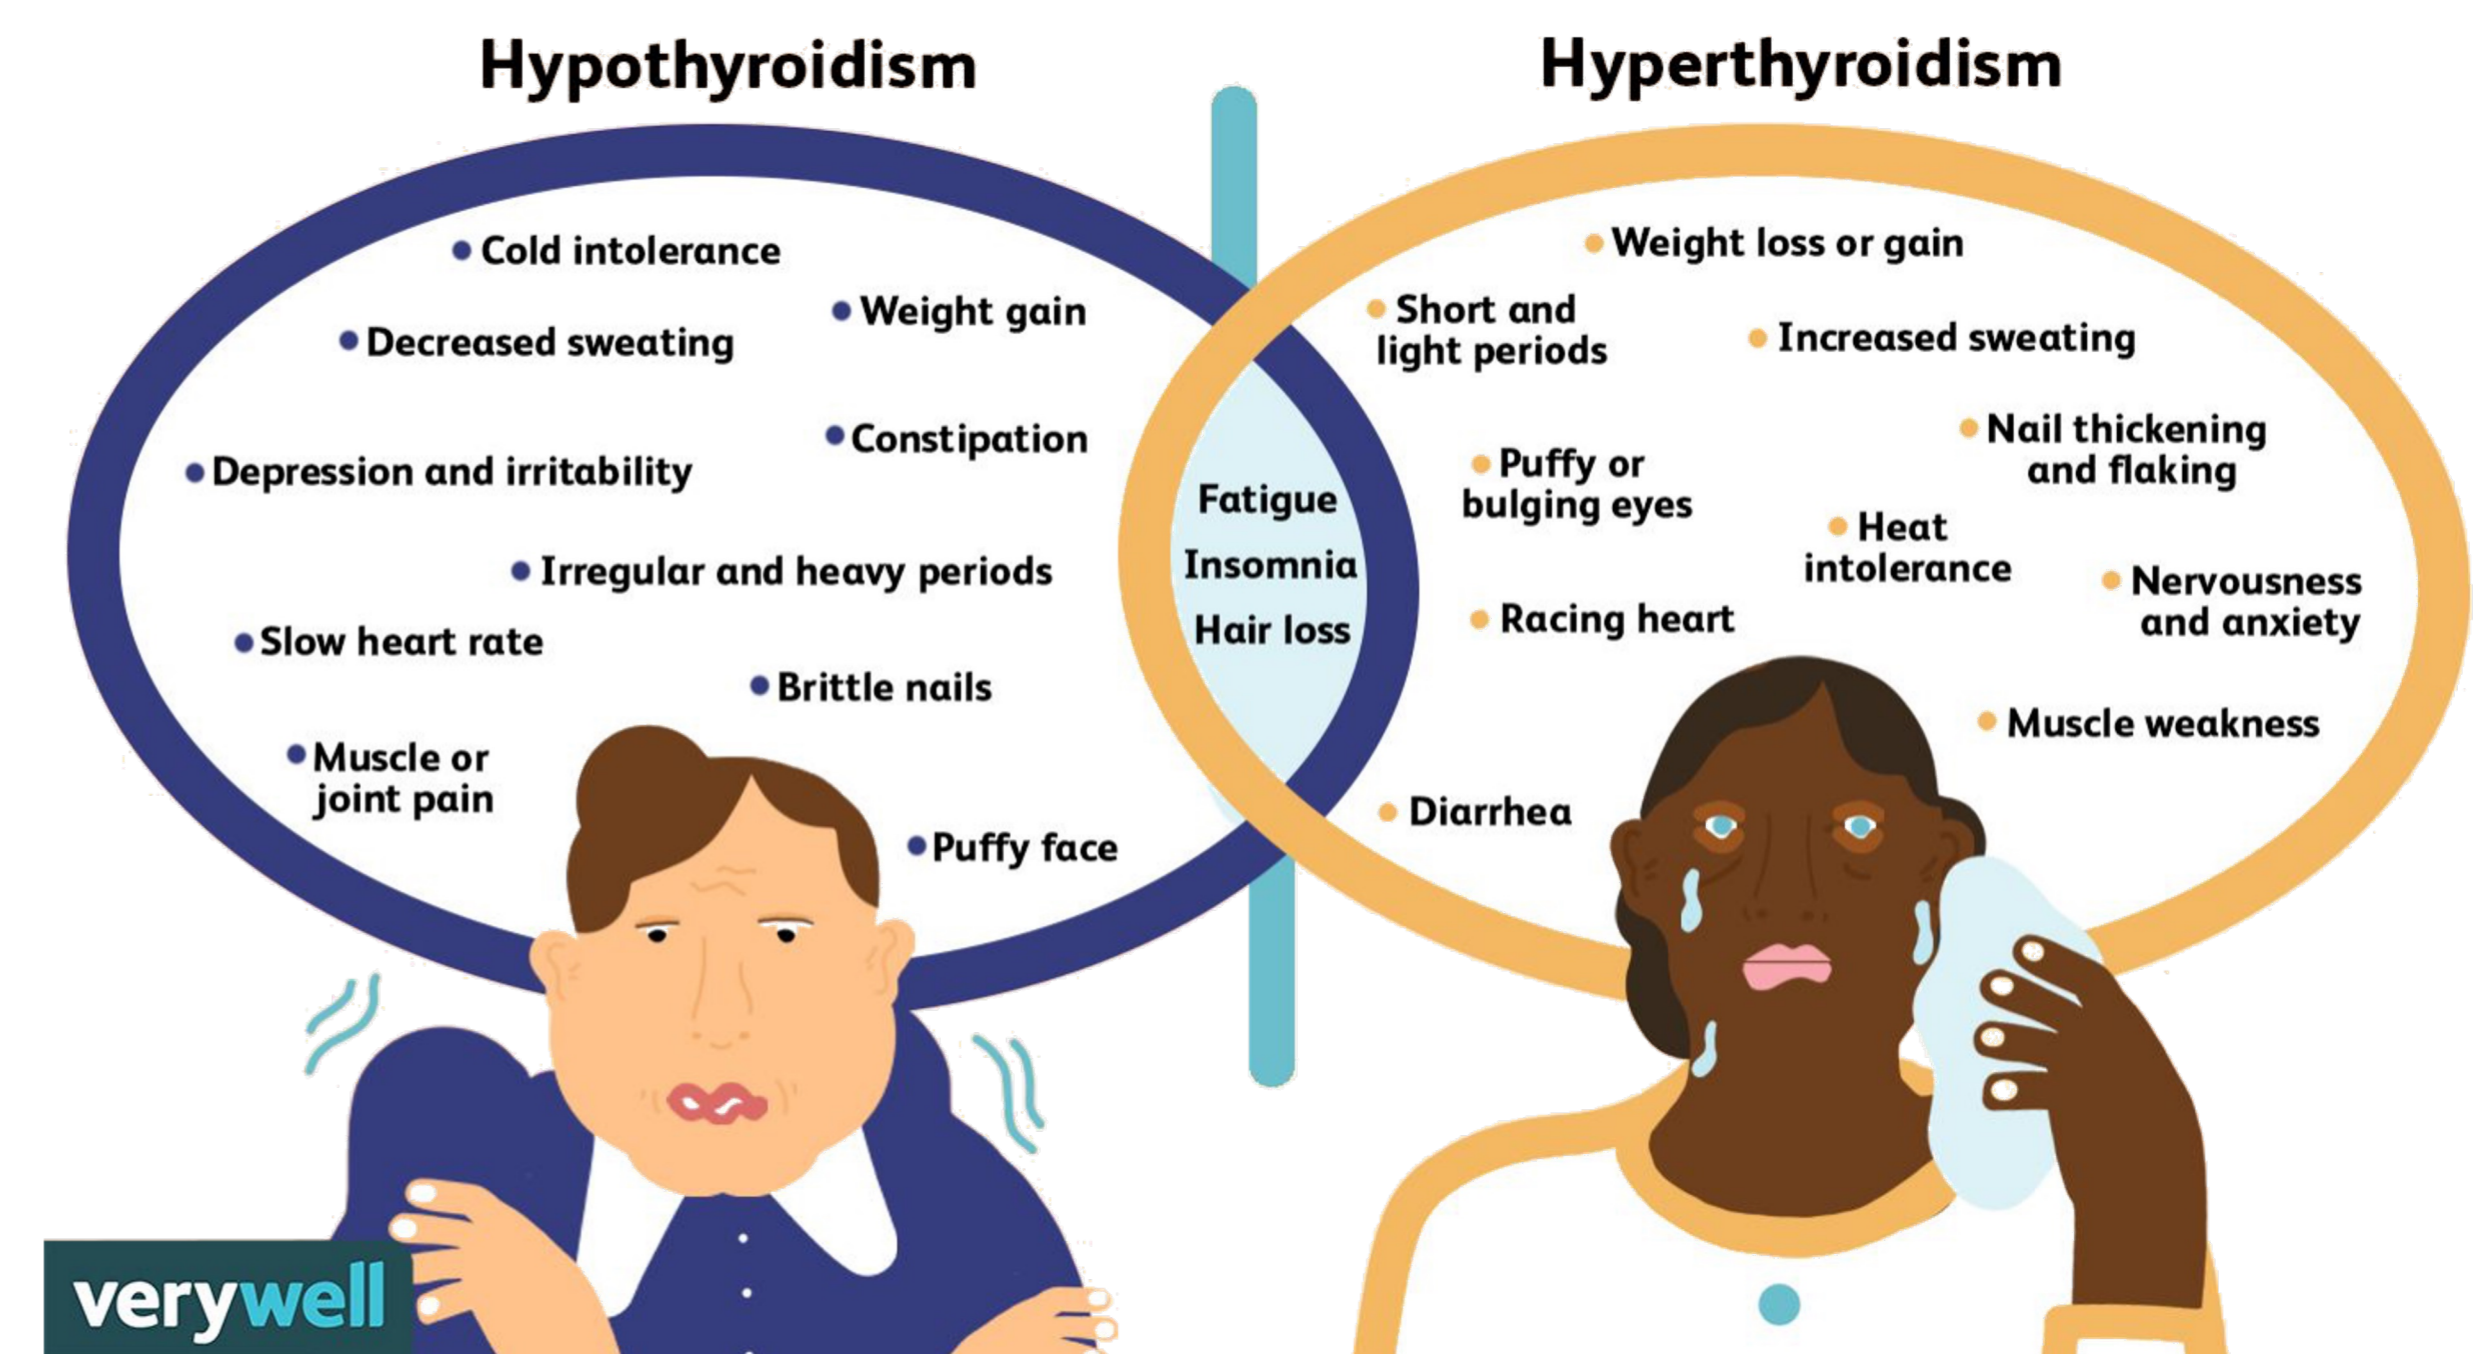 Hypothyroidism
Cold intolerance
Weight gain
Decreased sweating
Constipation
Depression and irritability
Irregular and heavy periods
Slow heart rate
Brittle nails
Muscle or
joint pain
Puffy face
Fatigue
Insomnia
Hair loss
Hyperthyroidism
Weight loss or gain
Short and
light periods
Increased sweating
Nail thickening
and flaking
Puffy or
bulging eyes
Heat
intolerance
Nervousness
and anxiety
Racing heart
Muscle weakness
Diarrhea
verywell